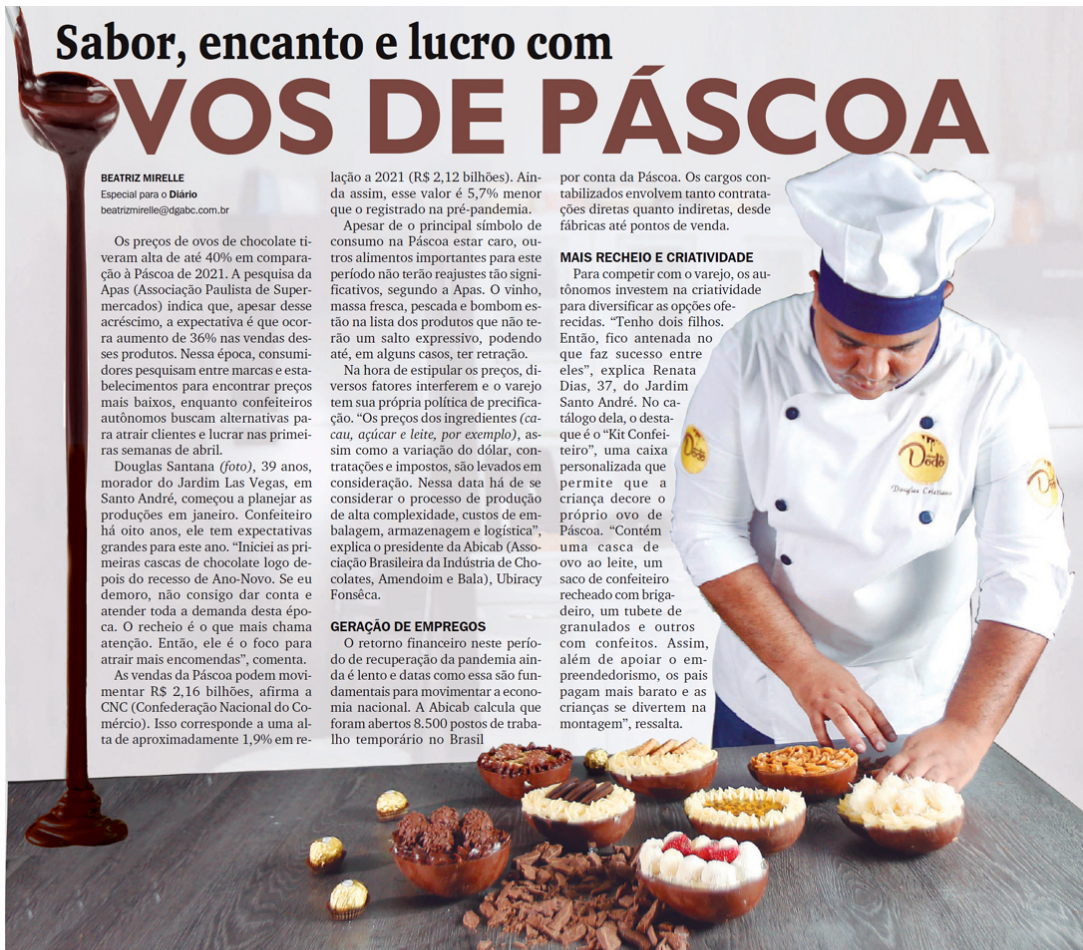 Sabor, encanto e lucro com
OVOS DE PÁSCOA
BEATRIZ MIRELLE
Especial para o Diário
beatrizmirelle@dgabc.com.br
Os preços de ovos de chocolate ti-
veram alta de até 40% em compara-
ção à Páscoa de 2021. A pesquisa da
Apas (Associação Paulista de Super-
mercados) indica que, apesar desse
acréscimo, a expectativa é que ocor-
ra aumento de 36% nas vendas des-
ses produtos. Nessa época, consumi-
dores pesquisam entre marcas e esta-
belecimentos para encontrar preços
mais baixos, enquanto confeiteiros
autônomos buscam alternativas pa-
ra atrair clientes e lucrar nas primei-
ras semanas de abril.
Douglas Santana (foto), 39 anos,
morador do Jardim Las Vegas, em
Santo André, começou a planejar as
produções em janeiro. Confeiteiro
há oito anos, ele tem expectativas
grandes para este ano. “Iniciei as pri-
meiras cascas de chocolate logo de-
pois do recesso de Ano-Novo. Se eu
demoro, não consigo dar conta e
atender toda a demanda desta épo-
ca. O recheio é o que mais chama
atenção. Então, ele é o foco para
atrair mais encomendas”, comenta.
As vendas da Páscoa podem movi-
mentar R$ 2,16 bilhões, afirma a
CNC (Confederação Nacional do Co-
mércio). Isso corresponde a uma al-
ta de aproximadamente 1,9% em re-
lação a 2021 (R$ 2,12 bilhões). Ain-
da assim, esse valor é 5,7% menor
que o registrado na pré-pandemia.
Apesar de o principal símbolo de
consumo na Páscoa estar caro, ou-
tros alimentos importantes para este
período não terão reajustes tão signi-
ficativos, segundo a Apas. O vinho,
massa fresca, pescada e bombom es-
tão na lista dos produtos que não te-
rão um salto expressivo, podendo
até, em alguns casos, ter retração.
Na hora de estipular os preços, di-
versos fatores interferem e o varejo
tem sua própria política de precifica-
ção. “Os preços dos ingredientes (ca-
cau, açúcar e leite, por exemplo), as-
sim como a variação do dólar, con-
tratações e impostos, são levados em
consideração. Nessa data há de se
considerar o processo de produção
de alta complexidade, custos de em-
balagem, armazenagem e logística”,
explica o presidente da Abicab (Asso-
ciação Brasileira da Indústria de Cho-
colates, Amendoim e Bala), Ubiracy
Fonsêca.
GERAÇÃO DE EMPREGOS
O retorno financeiro neste perío-
do de recuperação da pandemia ain-
da é lento e datas como essa são fun-
damentais para movimentar a econo-
mia nacional. A Abicab calcula que
foram abertos 8.500 postos de traba-
lho temporário no Brasil
por conta da Páscoa. Os cargos con-
tabilizados envolvem tanto contrata-
ções diretas quanto indiretas, desde
fábricas até pontos de venda.
MAIS RECHEIO E CRIATIVIDADE
Para competir com o varejo, os au-
tônomos investem na criatividade
para diversificar as opções ofe-
recidas. “Tenho dois filhos.
Então, fico antenada no
que faz sucesso entre
eles”, explica Renata
Dias, 37, do Jardim
Santo André. No ca-
tálogo dela, o desta-
que é o “Kit Confei-
teiro”, uma caixa
personalizada que
permite que a
criança decore o
próprio ovo de
Páscoa. “Contém
uma casca de
ovo ao leite, um
saco de confeiteiro
recheado com briga-
deiro, um tubete de
granulados e outros
com confeitos. Assim,
além de apoiar o em-
preendedorismo, os pais
pagam mais barato e as
crianças se divertem na
montagem”, ressalta.
Dodô
Douglas Cristiano